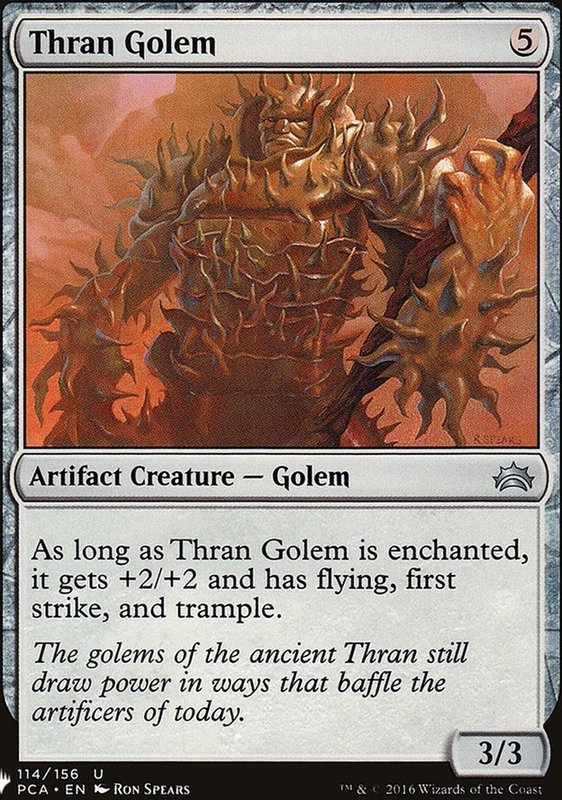 Thran Golem 5
R.SPEARS
Artifact Creature — Golem
As long as Thran Golem is enchanted,
it gets +2/+2 and has flying, first
strike, and trample.
The golems of the ancient Thran still
draw power in ways that baffle the
artificers of today.
3/3
114/156 U
PCA • EN Ron Spears
™ & © 2016 Wizards of the Coast